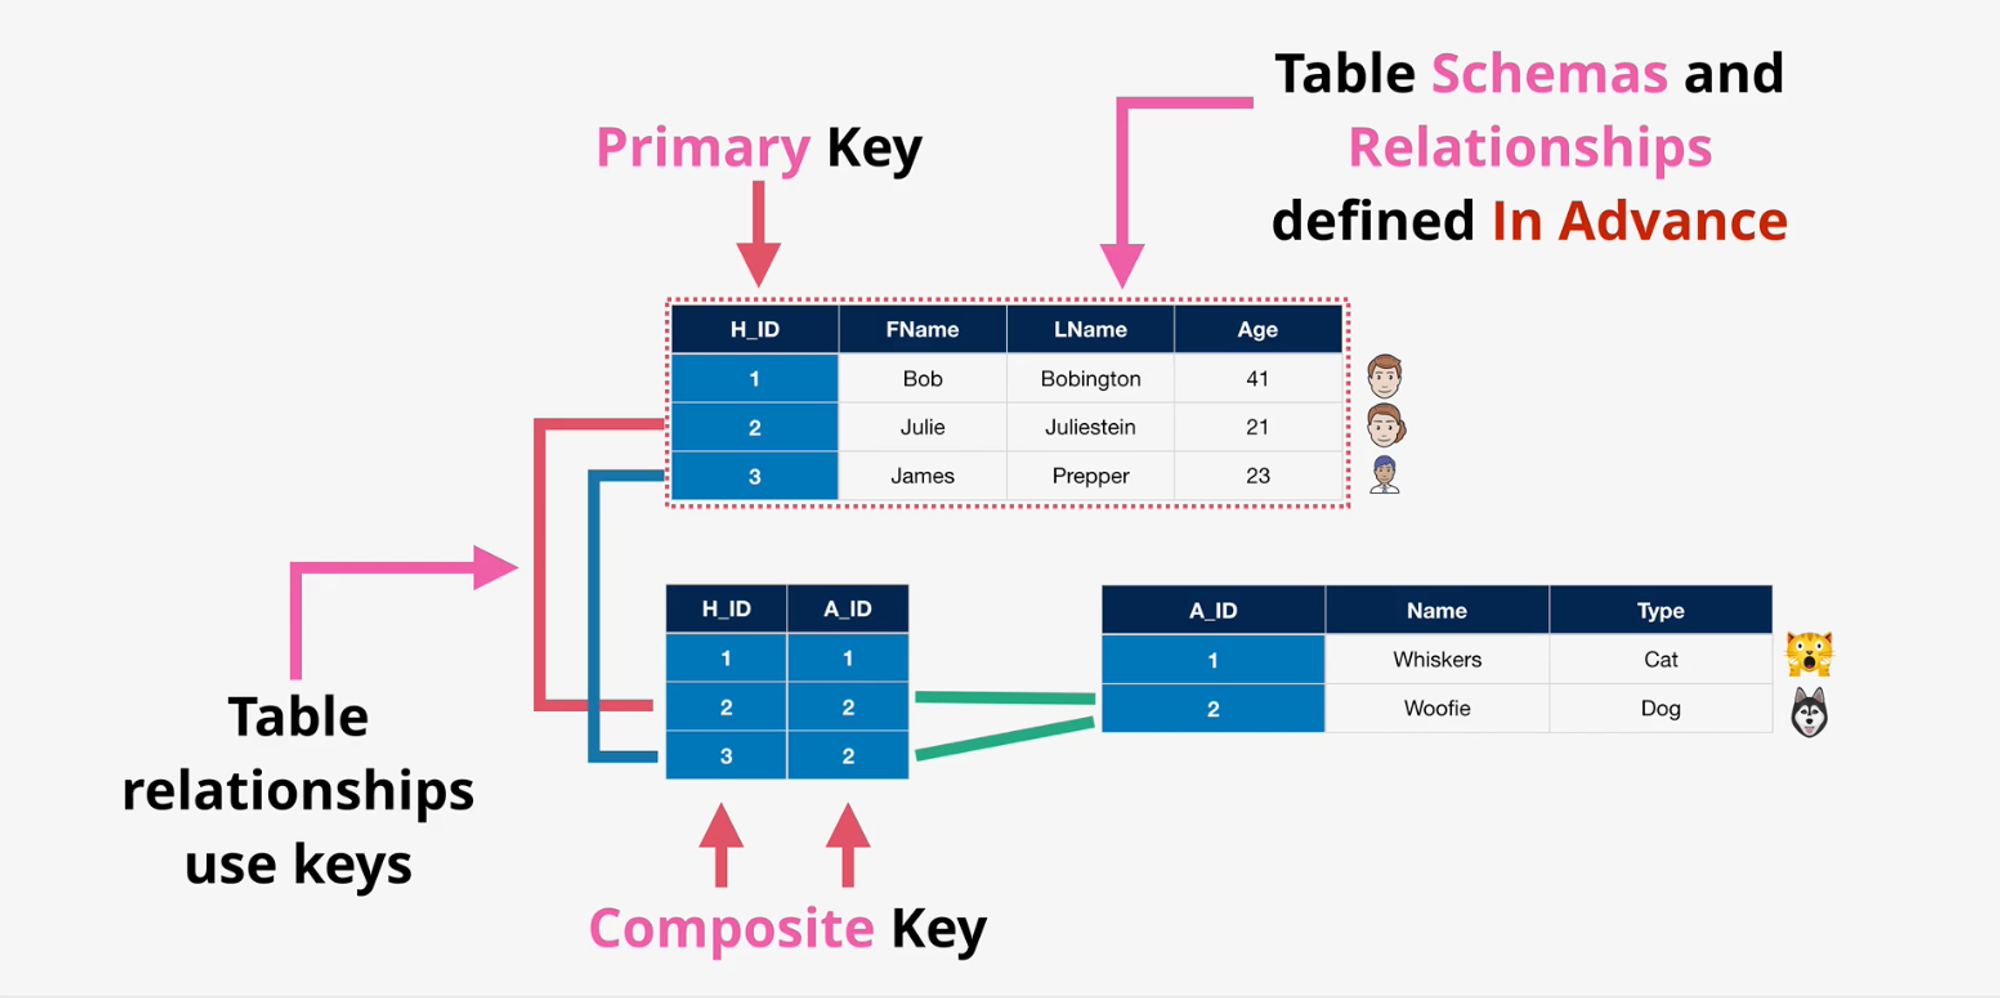 Table Schemas and
Relationships
defined In Advance
Primary Key
H_ID FName LName Age
1 Bob Bobington 41
2 Julie Juliestein 21
3 James Prepper 23
Table
relationships
use keys
H_ID A_ID
1 1
2 2
3 2
A_ID Name Type
1 Whiskers Cat
2 Woofie Dog
Composite Key